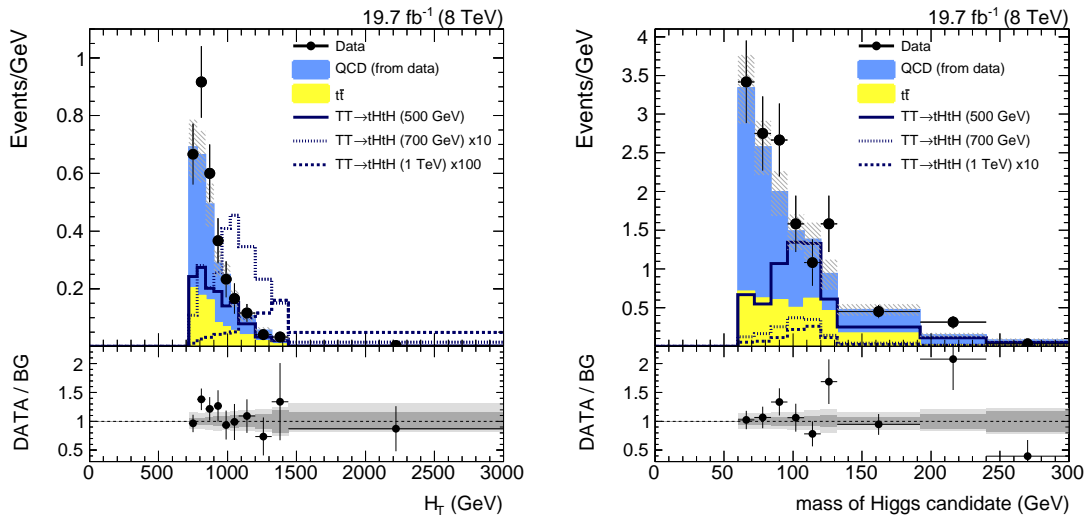 19.7 fb⁻¹ (8 TeV)
Events/GeV
1
0.8
0.6
0.4
0.2
Data
QCD (from data)
tt̄
TT→tHtH (500 GeV)
TT→tHtH (700 GeV) x10
TT→tHtH (1 TeV) x100
DATA / BG
2
1.5
1
0.5
0 500 1000 1500 2000 2500 3000
H_T (GeV)
19.7 fb⁻¹ (8 TeV)
Events/GeV
4
3.5
3
2.5
2
1.5
1
0.5
Data
QCD (from data)
tt̄
TT→tHtH (500 GeV)
TT→tHtH (700 GeV)
TT→tHtH (1 TeV) x10
DATA / BG
2
1.5
1
0.5
0 50 100 150 200 250 300
mass of Higgs candidate (GeV)